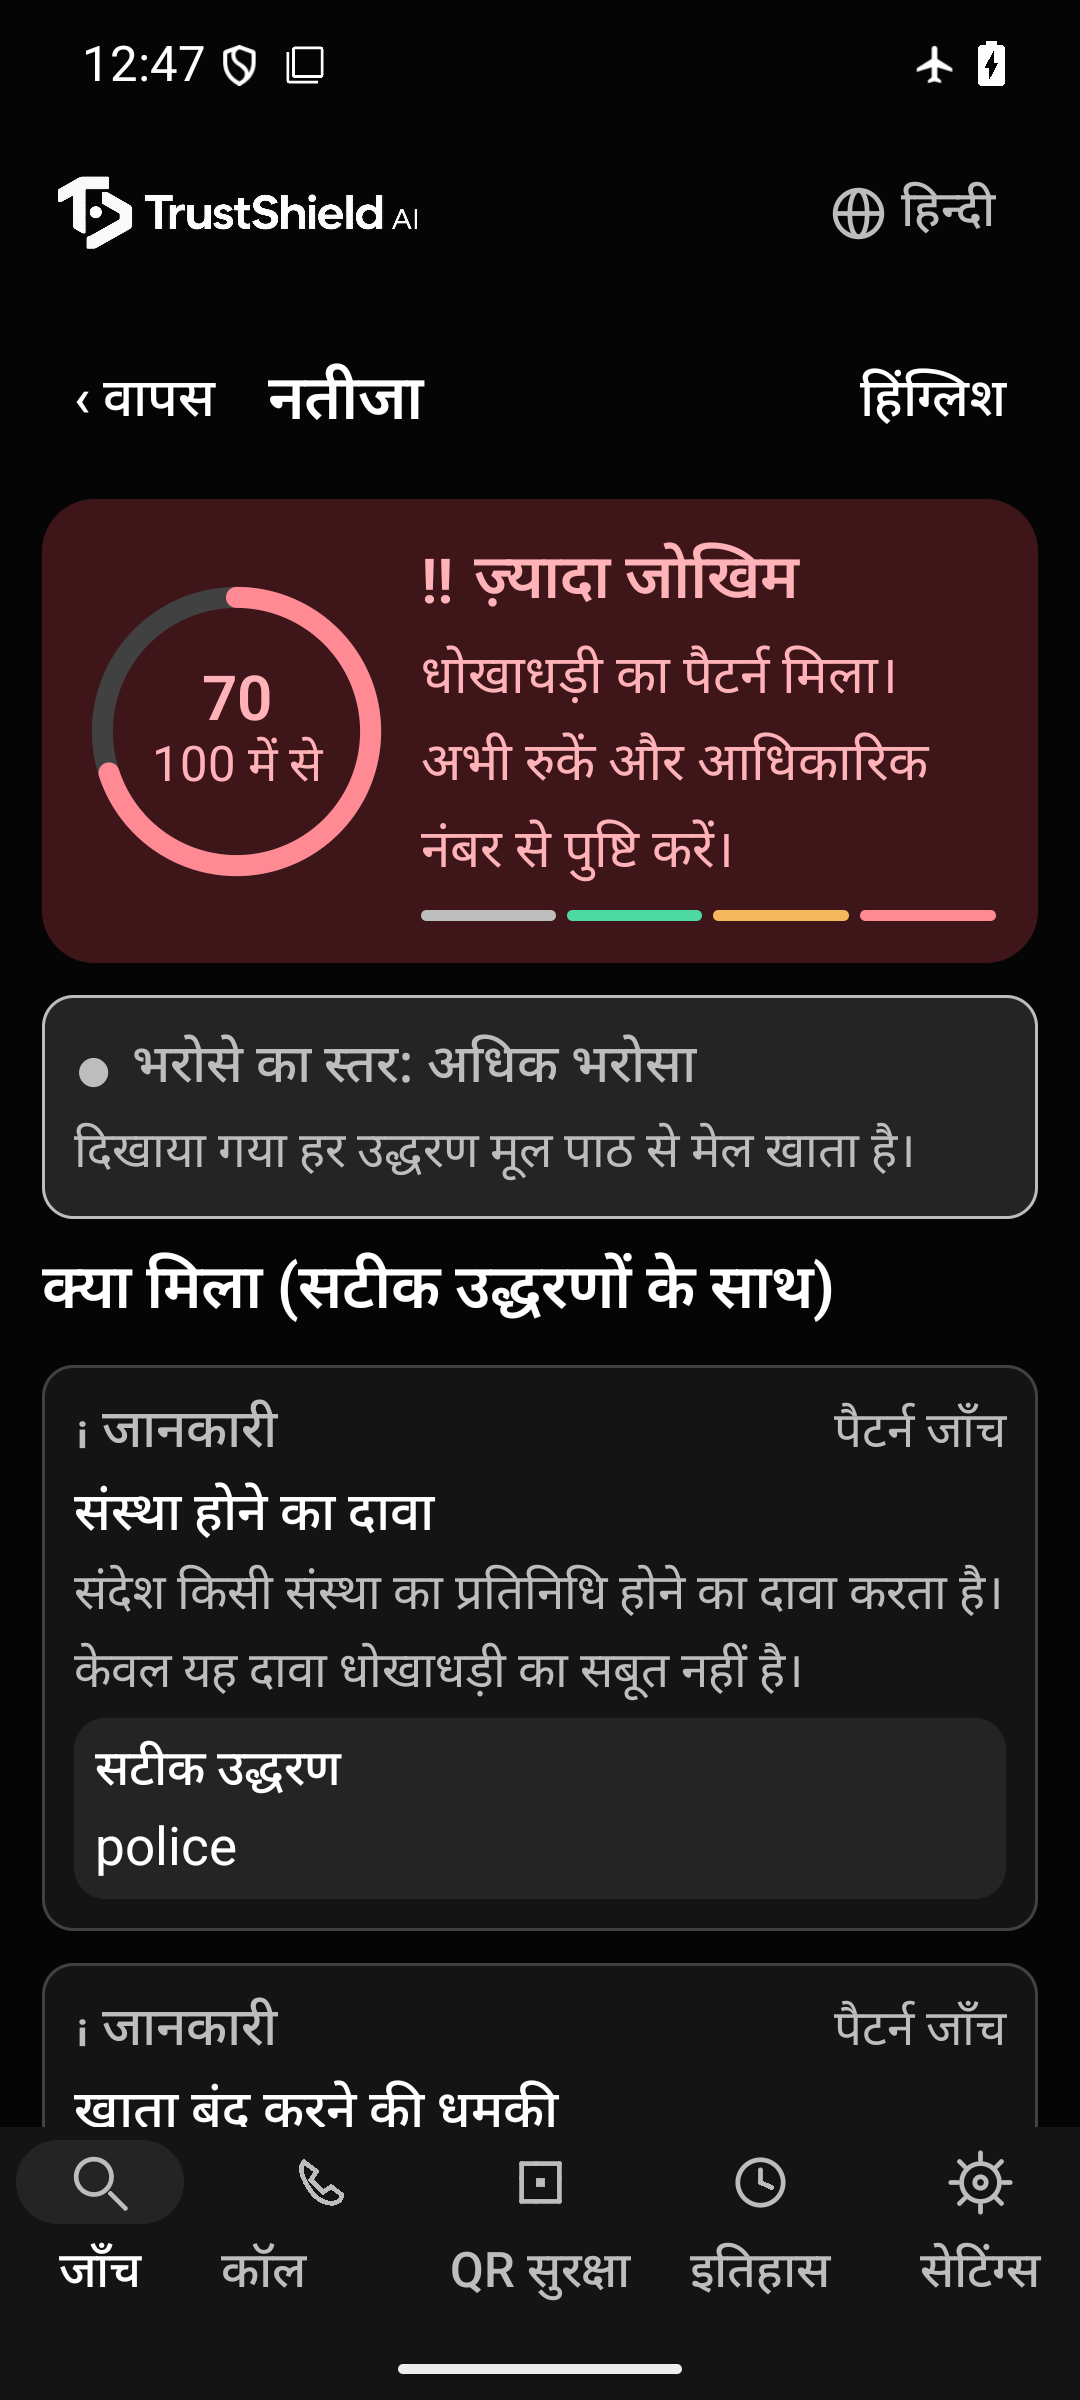 12:47
TrustShield AI
हिन्दी
‹ वापस नतीजा हिंग्लिश
!! ज़्यादा जोखिम
70
100 में से
धोखाधड़ी का पैटर्न मिला।
अभी रुकें और आधिकारिक
नंबर से पुष्टि करें।
● भरोसे का स्तर: अधिक भरोसा
दिखाया गया हर उद्धरण मूल पाठ से मेल खाता है।
क्या मिला (सटीक उद्धरणों के साथ)
i जानकारी पैटर्न जाँच
संस्था होने का दावा
संदेश किसी संस्था का प्रतिनिधि होने का दावा करता है।
केवल यह दावा धोखाधड़ी का सबूत नहीं है।
सटीक उद्धरण
police
i जानकारी पैटर्न जाँच
खाता बंद करने की धमकी
जाँच कॉल QR सुरक्षा इतिहास सेटिंग्स